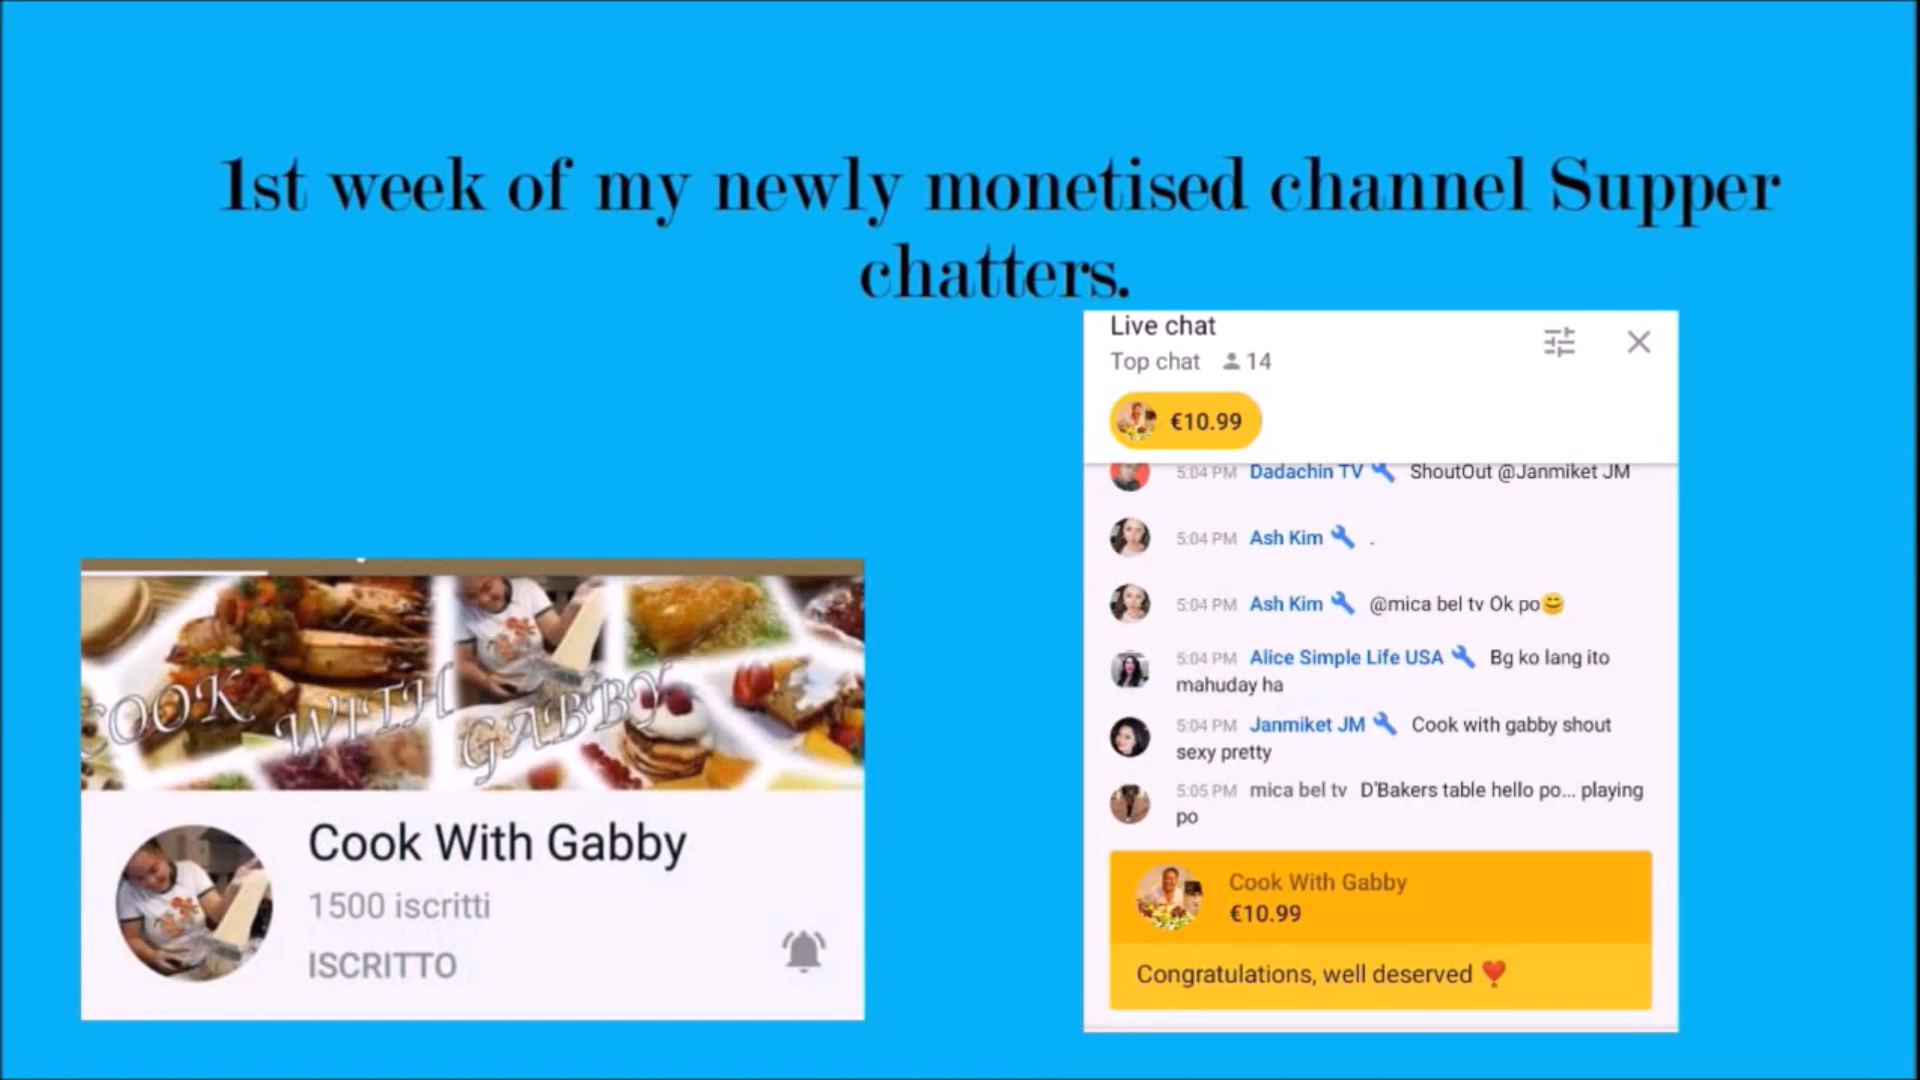 1st week of my newly monetised channel Supper
chatters.
Live chat
Top chat 14
€10.99
5:04 PM Dadachin TV ShoutOut @Janmiket JM
5:04 PM Ash Kim .
5:04 PM Ash Kim @mica bel tv Ok po😊
5:04 PM Alice Simple Life USA Bg ko lang ito
mahuday ha
5:04 PM Janmiket JM Cook with gabby shout
sexy pretty
5:05 PM mica bel tv D'Bakers table hello po... playing
po
Cook With Gabby
€10.99
Congratulations, well deserved ❣️
COOK WITH GABBY
Cook With Gabby
1500 iscritti
ISCRITTO